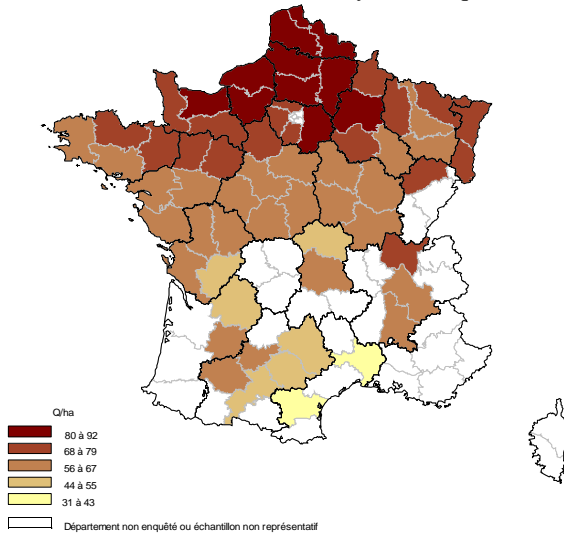 Q/ha
80 à 92
68 à 79
56 à 67
44 à 55
31 à 43
Département non enquêté ou échantillon non représentatif